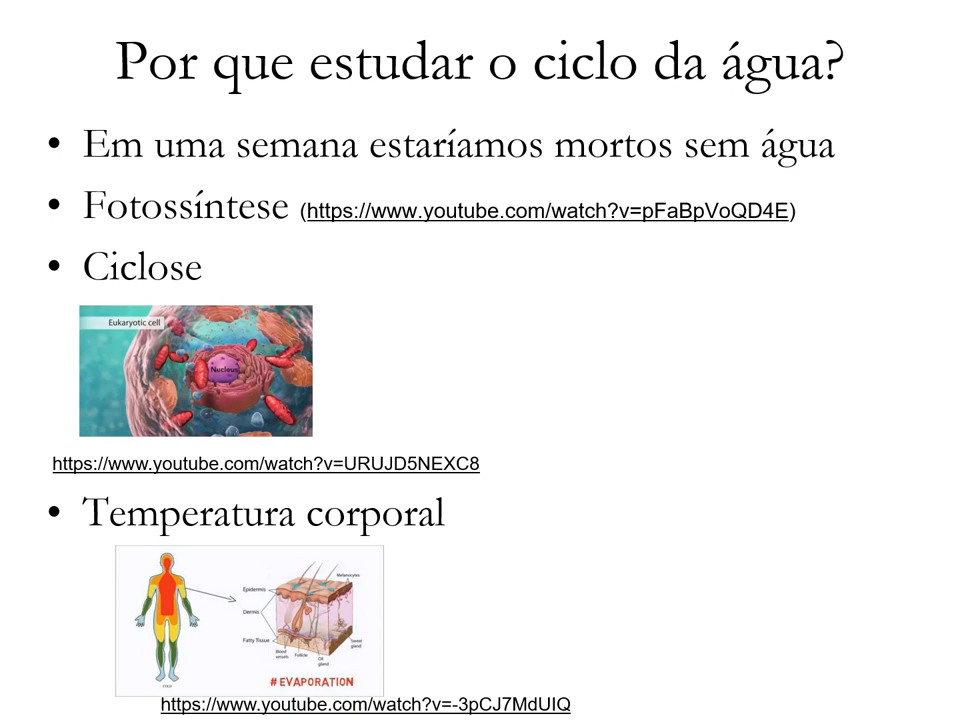 Por que estudar o ciclo da água?
• Em uma semana estaríamos mortos sem água
• Fotossíntese (https://www.youtube.com/watch?v=pFaBpVoQD4E)
• Ciclose
Eukaryotic cell
Nucleus
https://www.youtube.com/watch?v=URUJD5NEXC8
• Temperatura corporal
Melanocytes
Epidermis
Dermis
Fatty Tissue
Blood vessels
Follicle
Oil gland
Sweat gland
# EVAPORATION
https://www.youtube.com/watch?v=-3pCJ7MdUIQ